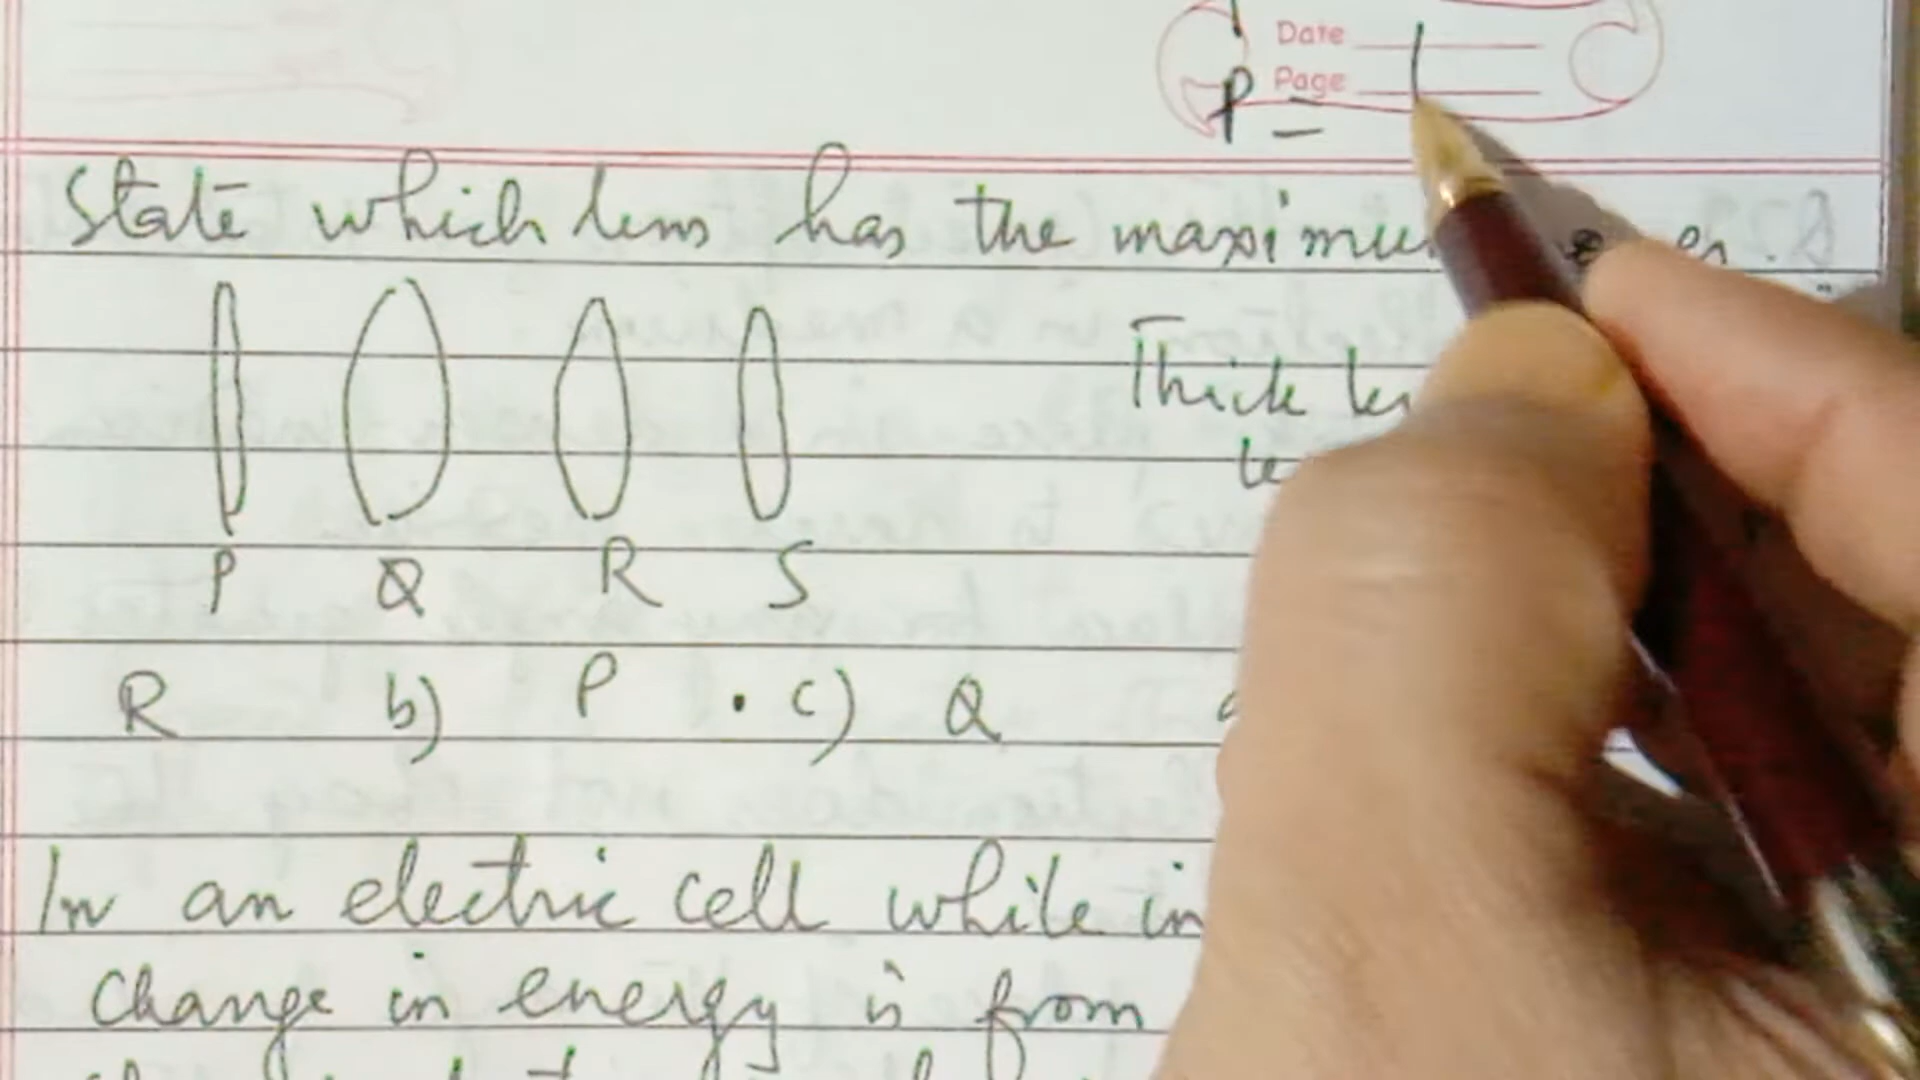 Date
Page
P =
State which lens has the
Thick
P Q R S
R b) P . c) Q
In an electric cell while in
change in energy is from